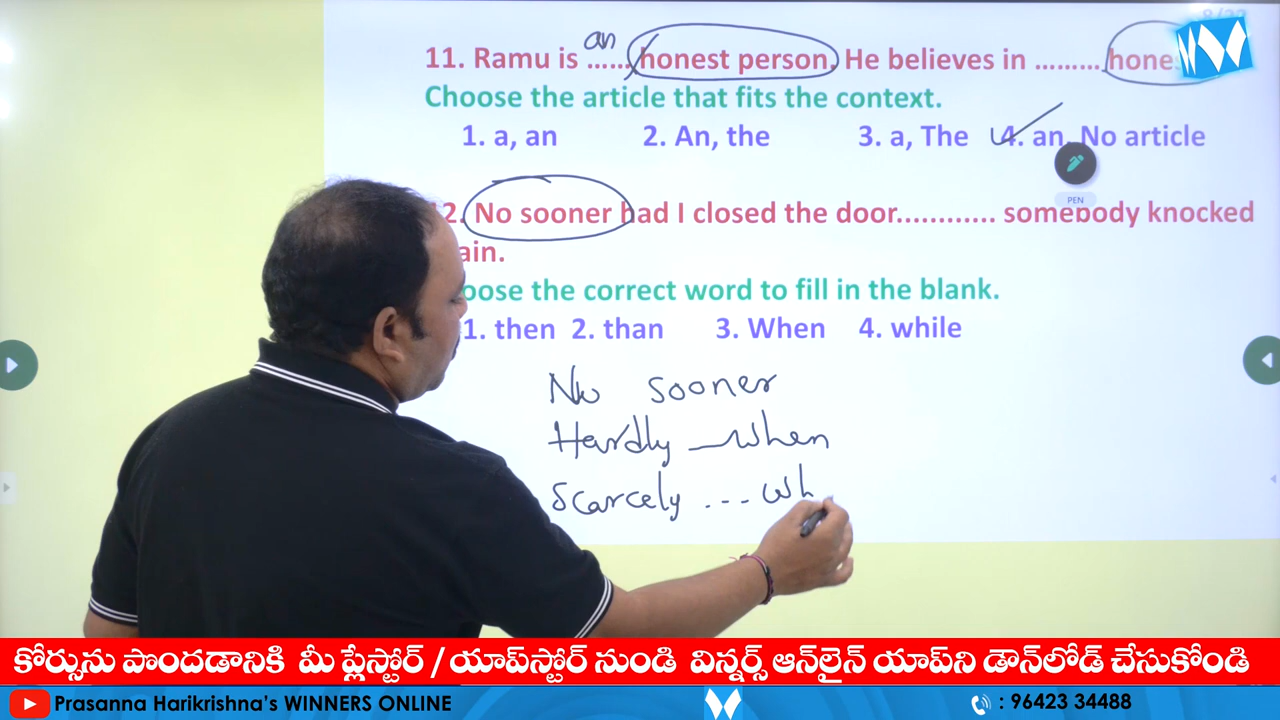 11. Ramu is an ...... honest person. He believes in ......... hones
Choose the article that fits the context.
1. a, an 2. An, the 3. a, The 4. an, No article
PEN
2. No sooner had I closed the door............ somebody knocked
ain.
oose the correct word to fill in the blank.
1. then 2. than 3. When 4. while
No sooner
Hardly — when
Scarcely ... wh
కోర్సును పొందడానికి మీ ప్లేస్టోర్ / యాప్‌స్టోర్ నుండి విన్నర్స్ ఆన్‌లైన్ యాప్‌ని డౌన్‌లోడ్ చేసుకోండి
Prasanna Harikrishna's WINNERS ONLINE : 96423 34488